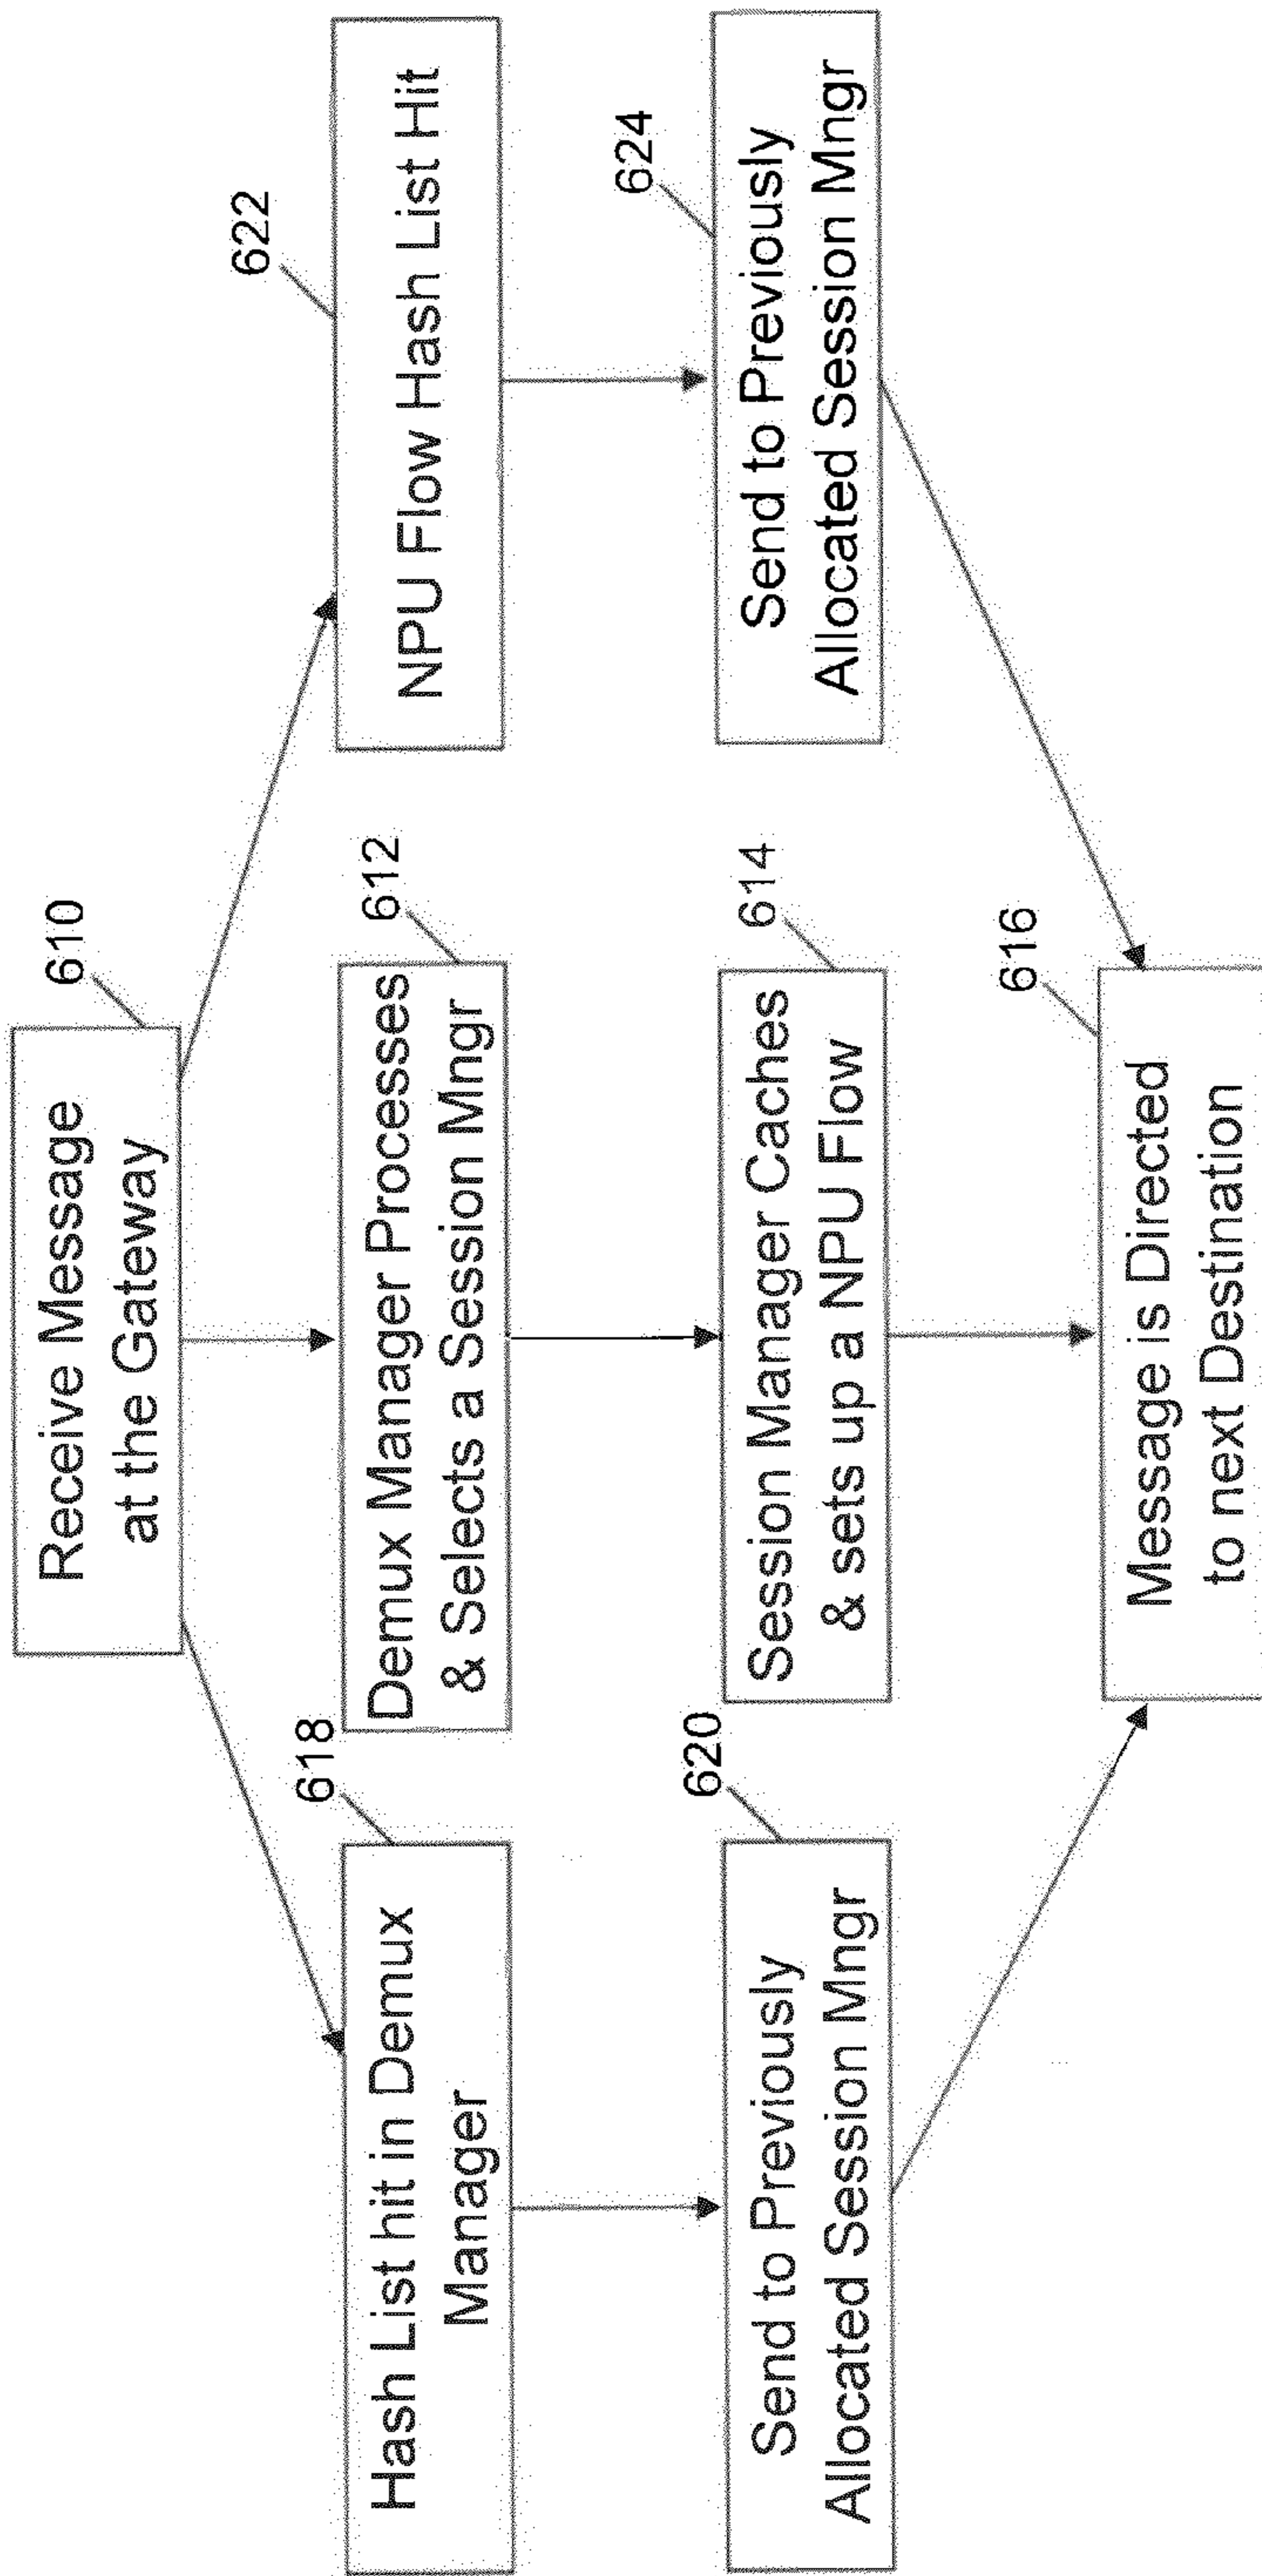 Receive Message
at the Gateway
610
Hash List hit in Demux
Manager
618
Demux Manager Processes
& Selects a Session Mngr
612
NPU Flow Hash List Hit
622
Send to Previously
Allocated Session Mngr
620
Session Manager Caches
& sets up a NPU Flow
614
Send to Previously
Allocated Session Mngr
624
Message is Directed
to next Destination
616